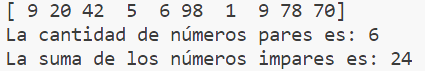 [ 9 20 42  5  6 98  1  9 78 70]
La cantidad de números pares es: 6
La suma de los números impares es: 24